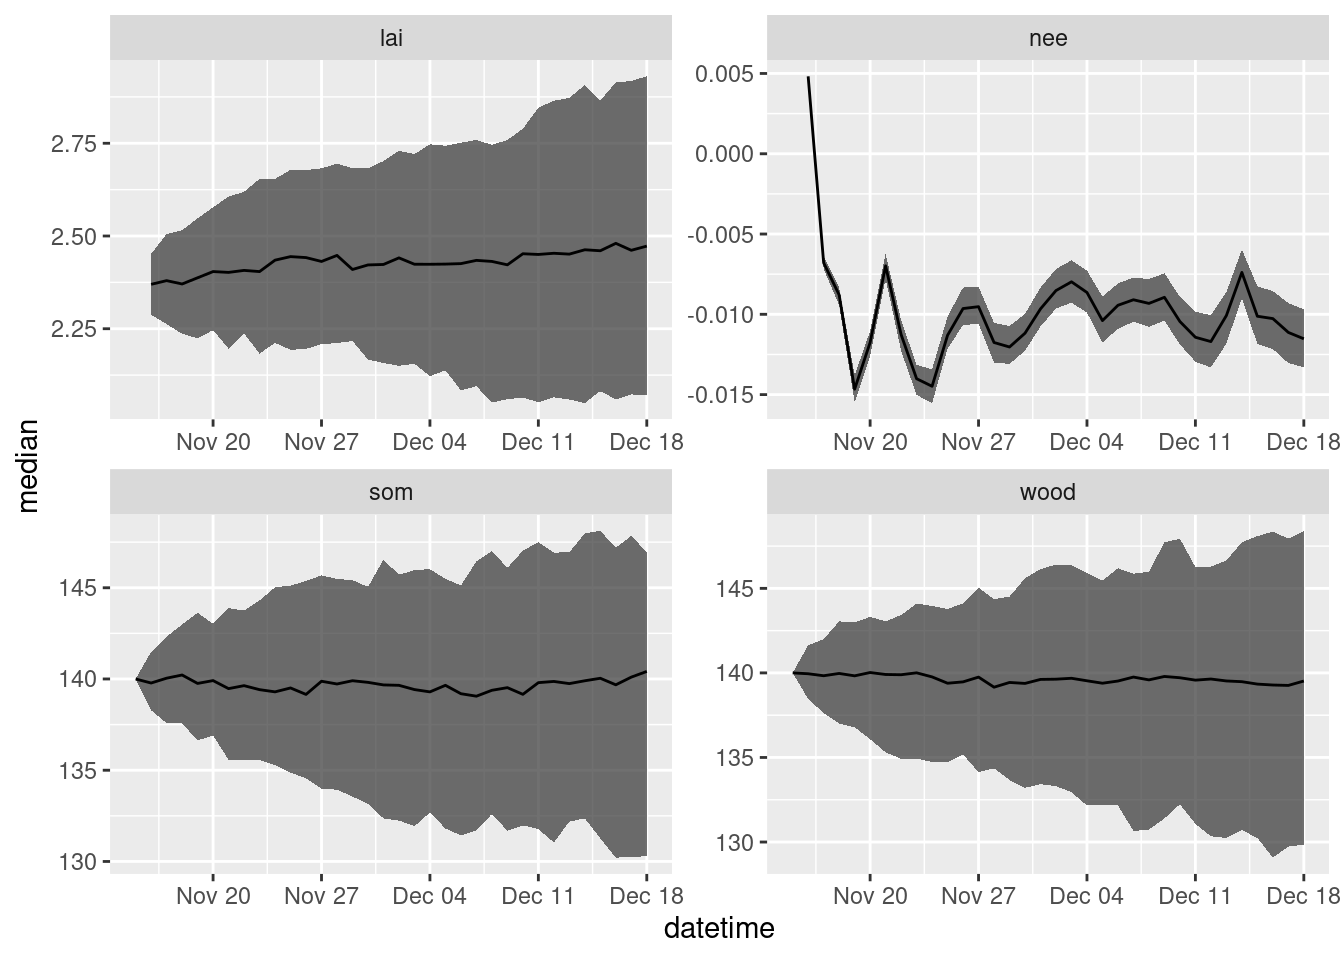 lai
nee
2.75
2.50
2.25
0.005
0.000
-0.005
-0.010
-0.015
Nov 20 Nov 27 Dec 04 Dec 11 Dec 18
Nov 20 Nov 27 Dec 04 Dec 11 Dec 18
median
som
wood
145
140
135
130
145
140
135
130
Nov 20 Nov 27 Dec 04 Dec 11 Dec 18
Nov 20 Nov 27 Dec 04 Dec 11 Dec 18
datetime